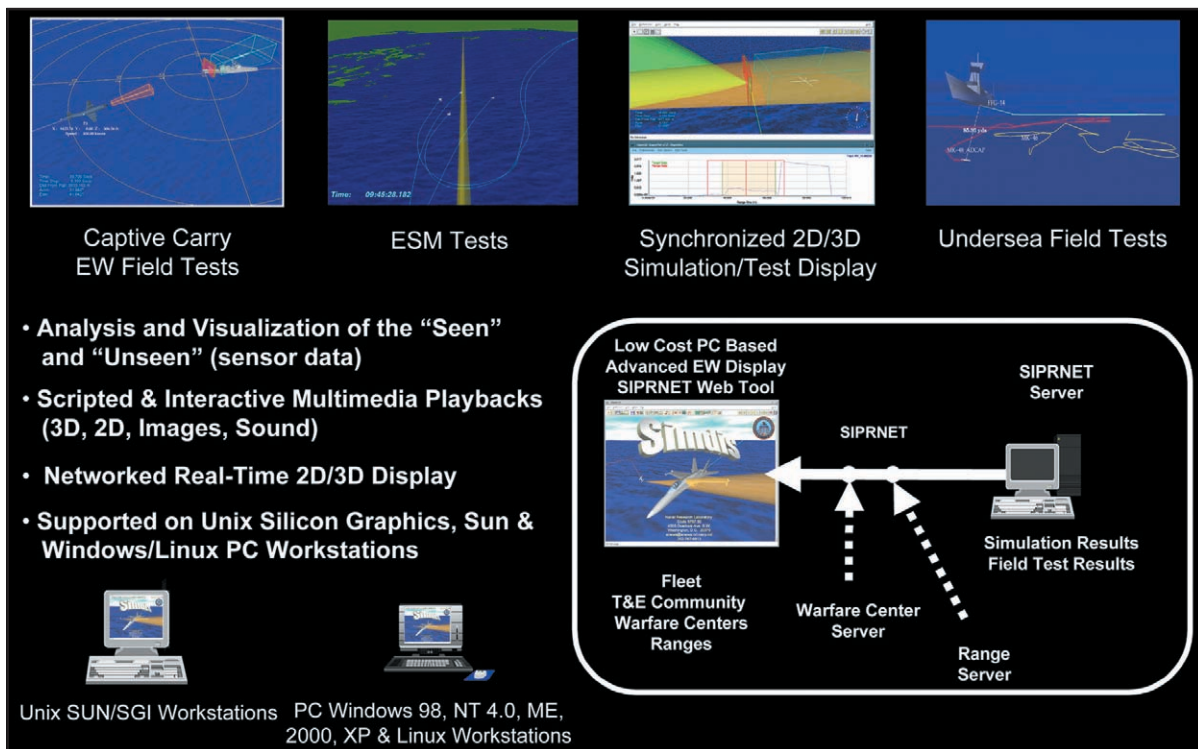 Time: 09:45:28.182
FFG-58
Captive Carry
EW Field Tests
ESM Tests
Synchronized 2D/3D
Simulation/Test Display
Undersea Field Tests
• Analysis and Visualization of the “Seen”
and “Unseen” (sensor data)
• Scripted & Interactive Multimedia Playbacks
(3D, 2D, Images, Sound)
• Networked Real-Time 2D/3D Display
• Supported on Unix Silicon Graphics, Sun &
Windows/Linux PC Workstations
Unix SUN/SGI Workstations
PC Windows 98, NT 4.0, ME,
2000, XP & Linux Workstations
Low Cost PC Based
Advanced EW Display
SIPRNET Web Tool
Simdis
SIPRNET
SIPRNET
Server
Simulation Results
Field Test Results
Fleet
T&E Community
Warfare Centers
Ranges
Warfare Center
Server
Range
Server